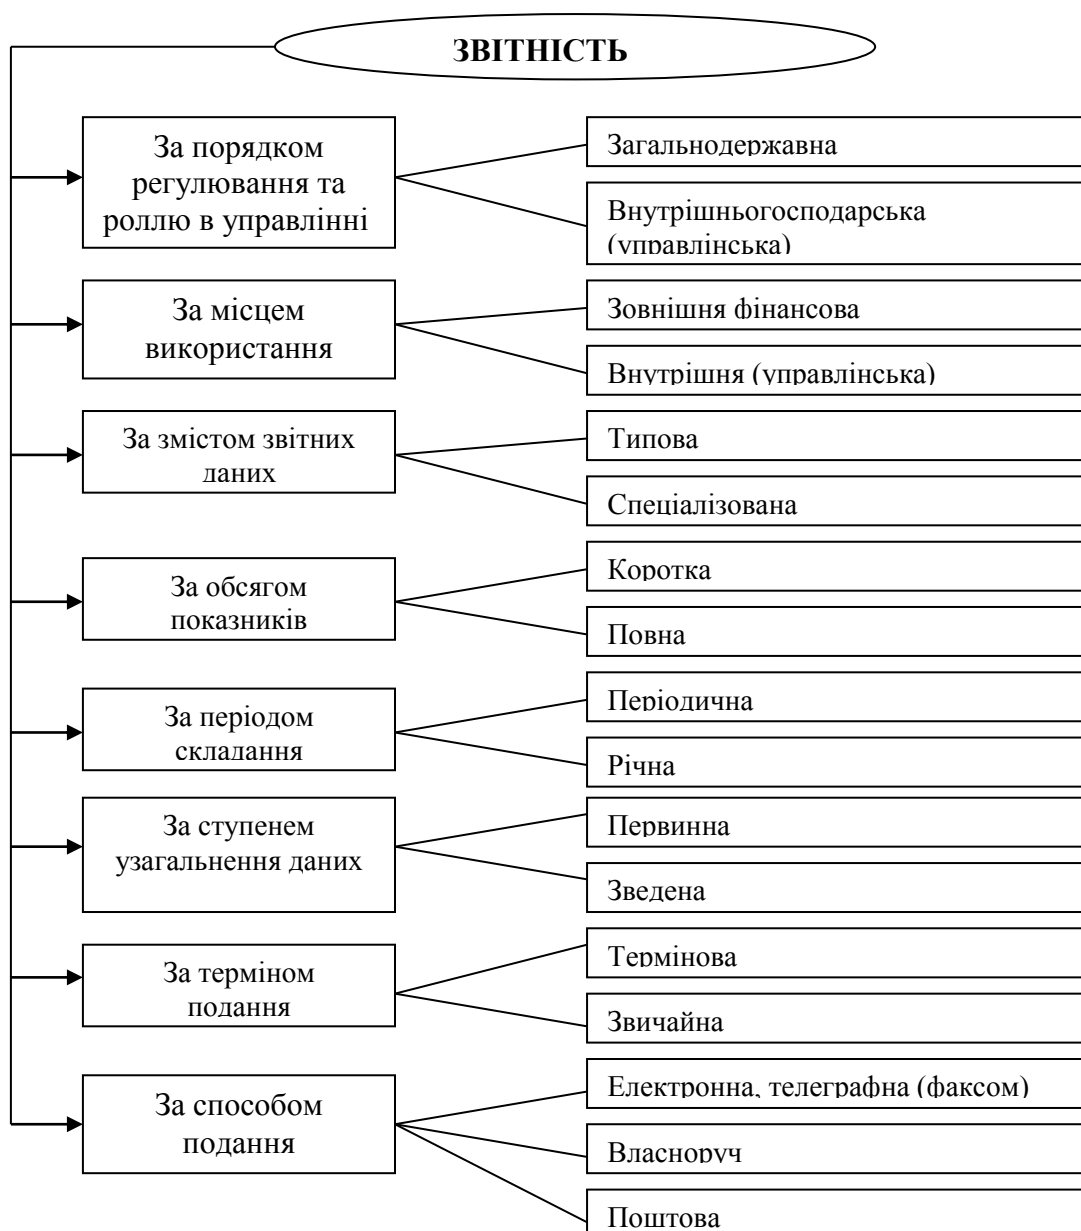 ЗВІТНІСТЬ
За порядком
регулювання та
роллю в управлінні
Загальнодержавна
Внутрішньогосподарська
(управлінська)
За місцем
використання
Зовнішня фінансова
Внутрішня (управлінська)
За змістом звітних
даних
Типова
Спеціалізована
За обсягом
показників
Коротка
Повна
За періодом
складання
Періодична
Річна
За ступенем
узагальнення даних
Первинна
Зведена
За терміном
подання
Термінова
Звичайна
За способом
подання
Електронна, телеграфна (факсом)
Власноруч
Поштова